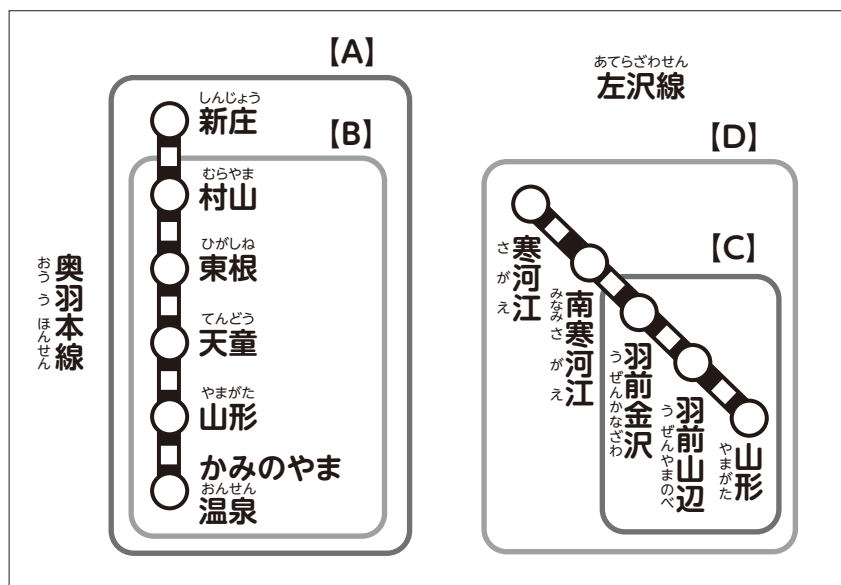 【A】
しんじょう
新庄
【B】
むらやま
村山
ひがしね
東根
てんどう
天童
やまがた
山形
かみのやま
おんせん
温泉
奥羽本線
おううほんせん
あてらざわせん
左沢線
【D】
【C】
寒河江
さがえ
南寒河江
みなみさがえ
羽前金沢
うぜんかなざわ
羽前山辺
うぜんやまのべ
山形
やまがた